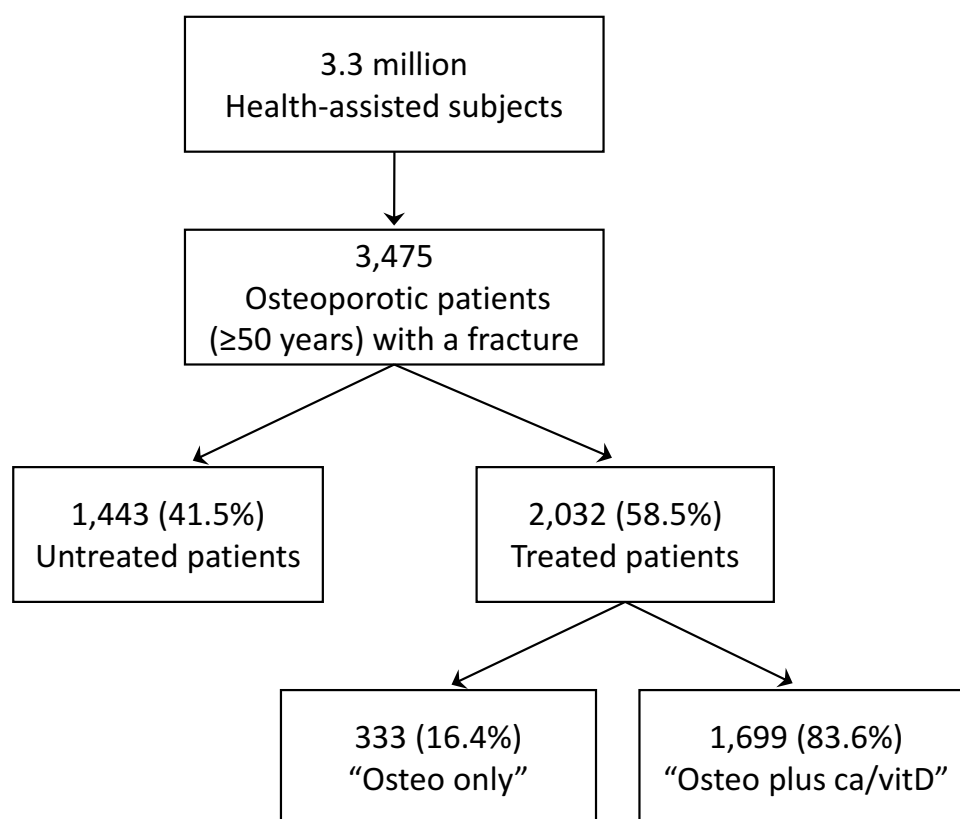 3.3 million
Health-assisted subjects
3,475
Osteoporotic patients
(≥50 years) with a fracture
1,443 (41.5%)
Untreated patients
2,032 (58.5%)
Treated patients
333 (16.4%)
“Osteo only”
1,699 (83.6%)
“Osteo plus ca/vitD”